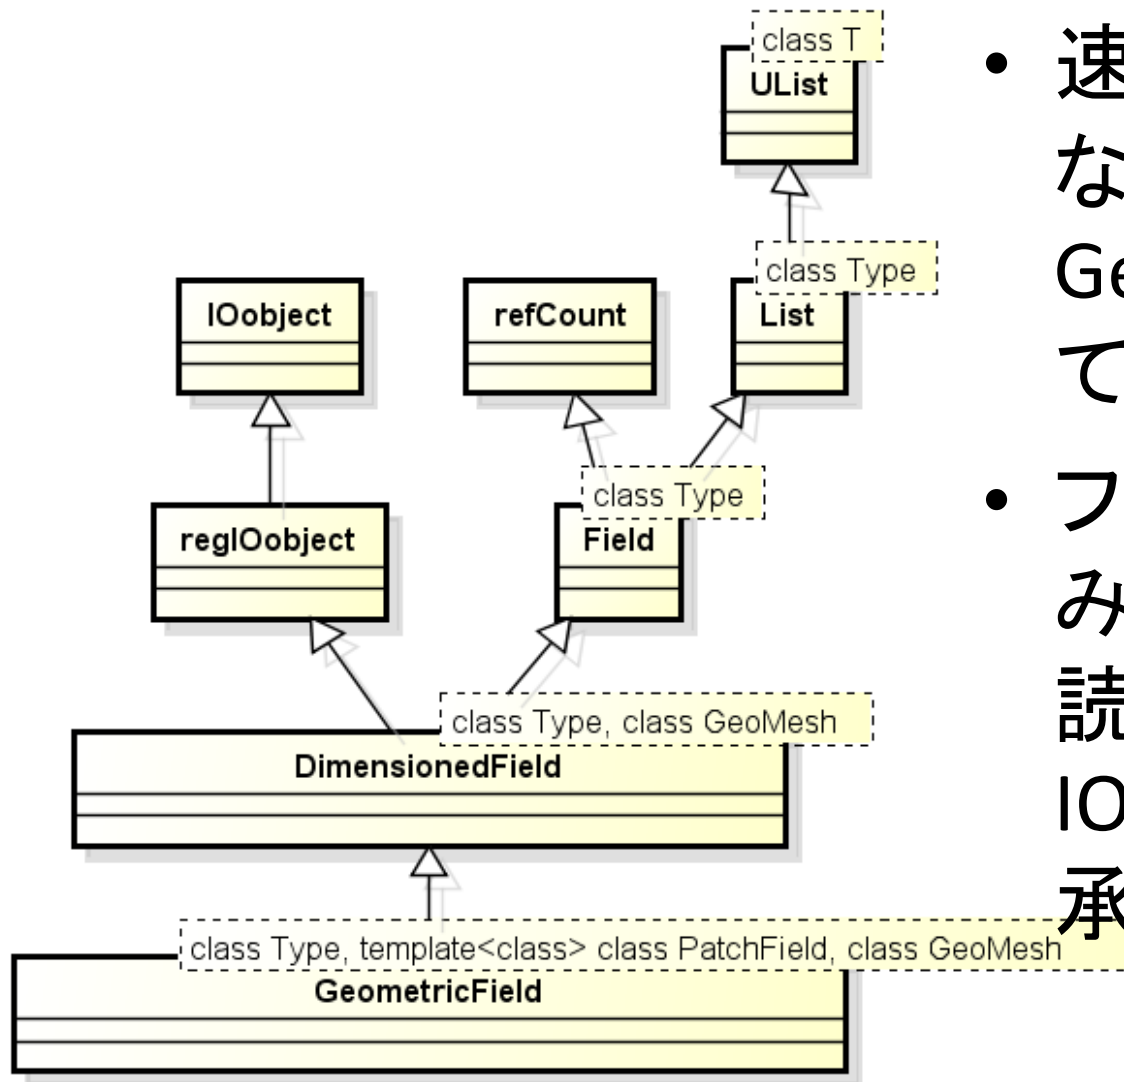 class T
UList
class Type
IOobject
refCount
List
class Type
regIOobject
Field
class Type, class GeoMesh
DimensionedField
class Type, template<class> class PatchField, class GeoMesh
GeometricField
• 速
な
Ge
て
• フ
み
読
IO
承